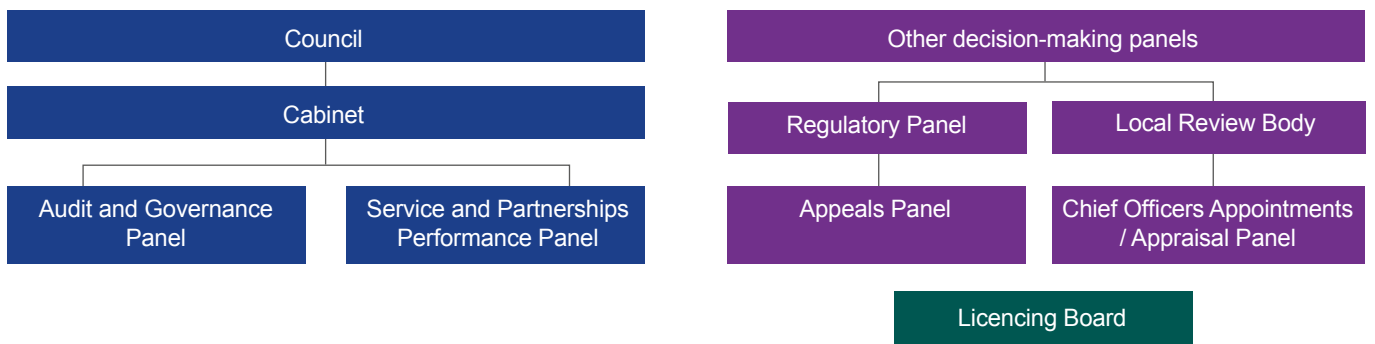 Council
Cabinet
Audit and Governance
Panel
Service and Partnerships
Performance Panel
Other decision-making panels
Regulatory Panel
Local Review Body
Appeals Panel
Chief Officers Appointments
/ Appraisal Panel
Licencing Board